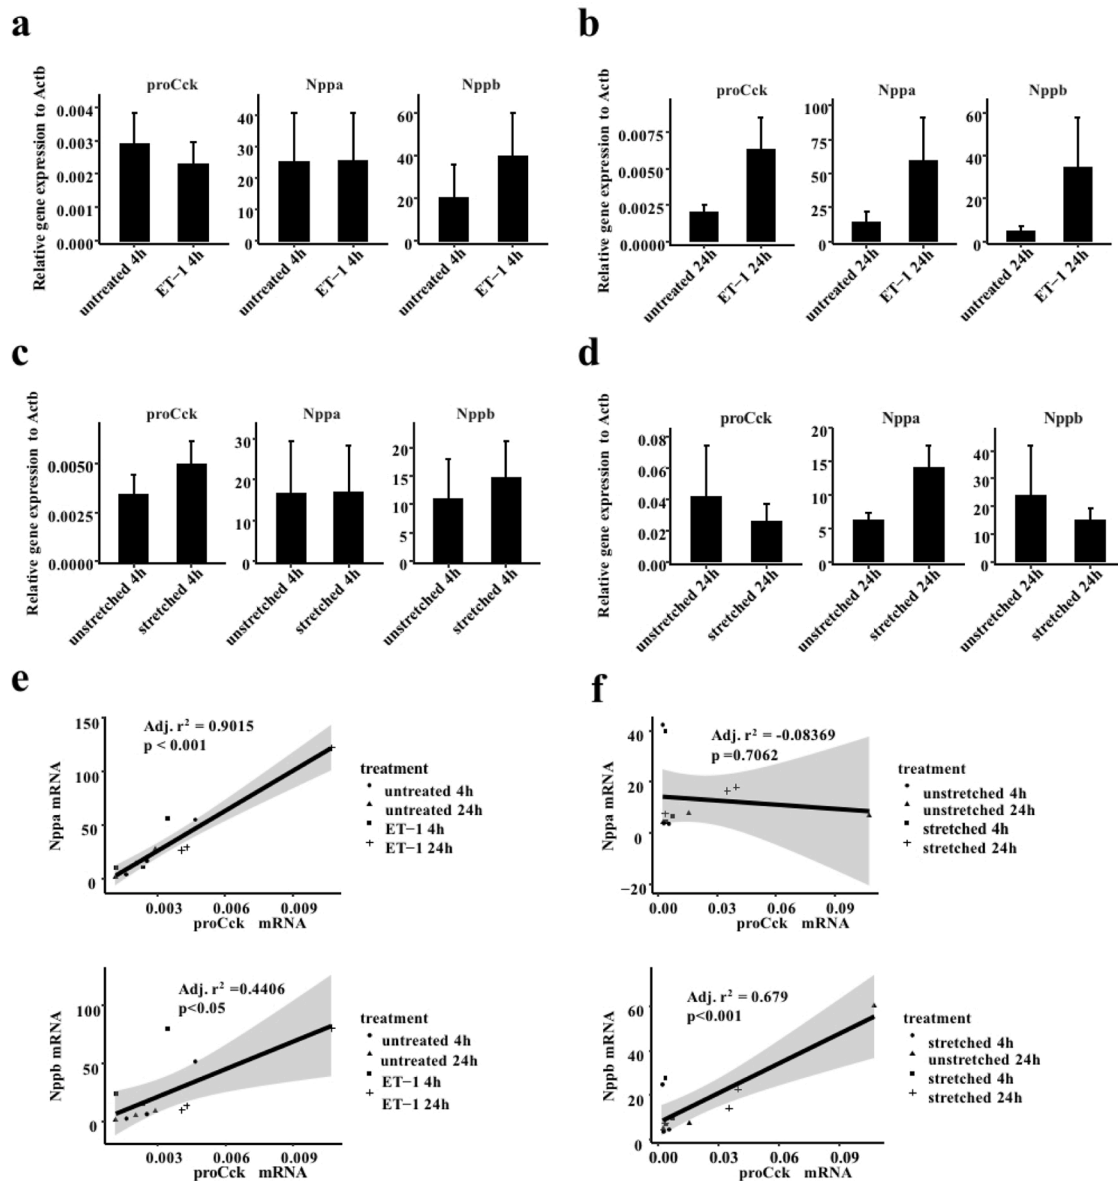 a
Relative gene expression to Actb
proCck
Nppa
Nppb
0.004
0.003
0.002
0.001
0.000
40
30
20
10
0
60
40
20
0
untreated 4h
ET−1 4h
untreated 4h
ET−1 4h
untreated 4h
ET−1 4h
b
Relative gene expression to Actb
proCck
Nppa
Nppb
0.0075
0.0050
0.0025
0.0000
100
75
50
25
0
60
40
20
0
untreated 24h
ET−1 24h
untreated 24h
ET−1 24h
untreated 24h
ET−1 24h
c
Relative gene expression to Actb
proCck
Nppa
Nppb
0.0050
0.0025
0.0000
30
20
10
0
20
15
10
5
0
unstretched 4h
stretched 4h
unstretched 4h
stretched 4h
unstretched 4h
stretched 4h
d
Relative gene expression to Actb
proCck
Nppa
Nppb
0.08
0.06
0.04
0.02
0.00
20
15
10
5
0
40
30
20
10
0
unstretched 24h
stretched 24h
unstretched 24h
stretched 24h
unstretched 24h
stretched 24h
e
Nppa mRNA
150
100
50
0
Adj. r² = 0.9015
p < 0.001
0.003
0.006
0.009
proCck mRNA
treatment
untreated 4h
untreated 24h
ET−1 4h
ET−1 24h
Nppb mRNA
100
50
0
Adj. r² =0.4406
p<0.05
0.003
0.006
0.009
proCck mRNA
treatment
untreated 4h
untreated 24h
ET−1 4h
ET−1 24h
f
Nppa mRNA
40
20
0
−20
Adj. r² = -0.08369
p =0.7062
0.00
0.03
0.06
0.09
proCck mRNA
treatment
unstretched 4h
unstretched 24h
stretched 4h
stretched 24h
Nppb mRNA
60
40
20
0
Adj. r² = 0.679
p<0.001
0.00
0.03
0.06
0.09
proCck mRNA
treatment
stretched 4h
unstretched 24h
stretched 4h
stretched 24h